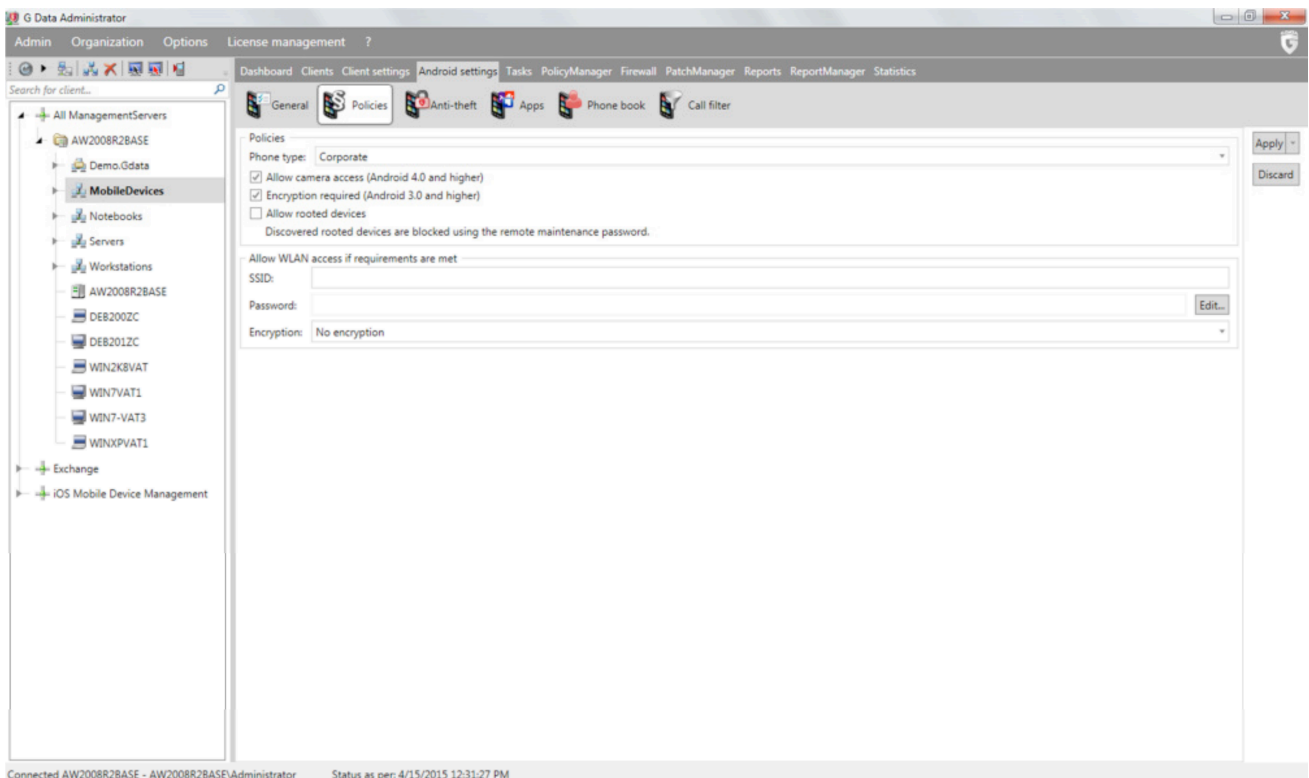 G Data Administrator
Admin Organization Options License management ?
Dashboard Clients Client settings Android settings Tasks PolicyManager Firewall PatchManager Reports ReportManager Statistics
Search for client...
General Policies Anti-theft Apps Phone book Call filter
All ManagementServers
AW2008R2BASE
Demo.Gdata
MobileDevices
Notebooks
Servers
Workstations
AW2008R2BASE
DEB200ZC
DEB201ZC
WIN2K8VAT
WIN7VAT1
WIN7-VAT3
WINXPVAT1
Exchange
iOS Mobile Device Management
Policies
Phone type: Corporate
Allow camera access (Android 4.0 and higher)
Encryption required (Android 3.0 and higher)
Allow rooted devices
Discovered rooted devices are blocked using the remote maintenance password.
Allow WLAN access if requirements are met
SSID:
Password: Edit...
Encryption: No encryption
Apply
Discard
Connected AW2008R2BASE - AW2008R2BASE\Administrator Status as per: 4/15/2015 12:31:27 PM